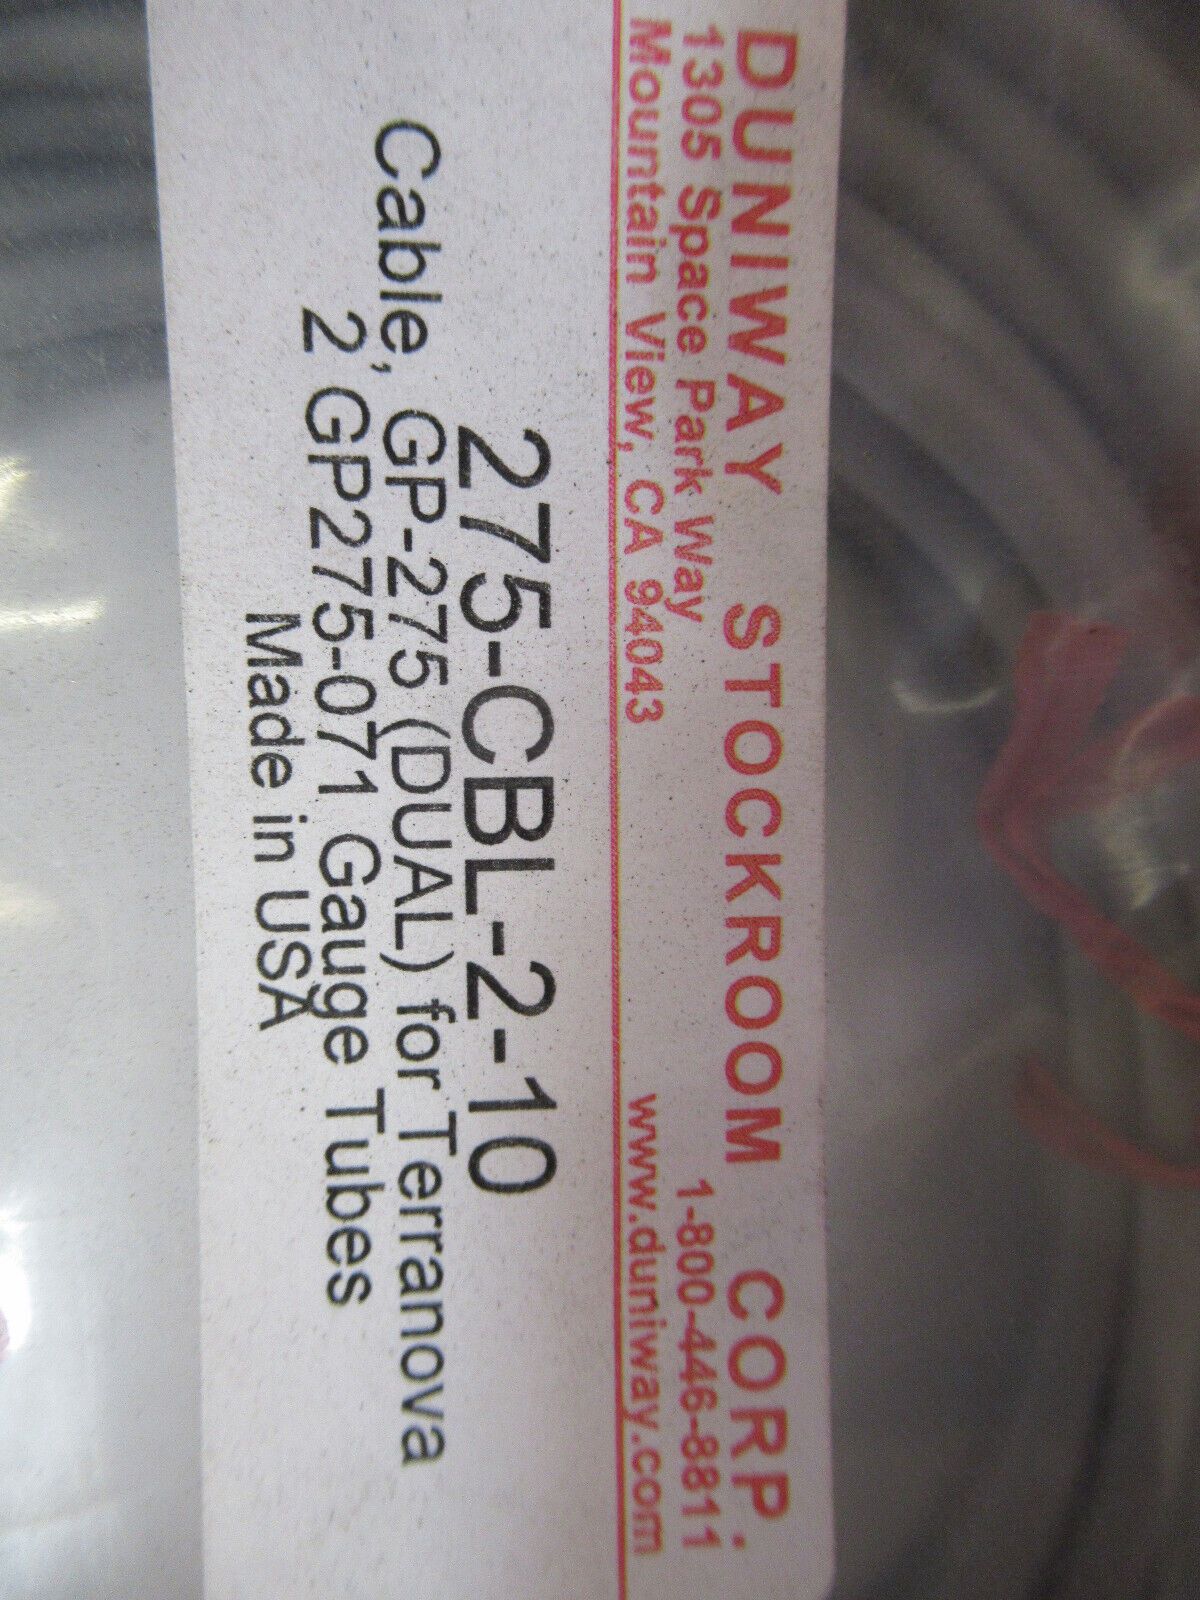 DUNIWAY STOCKROOM CORP.
1305 Space Park Way 1-800-446-8811
Mountain View, CA 94043 www.duniway.com
275-CBL-2-10
Cable, GP-275 (DUAL) for Terranova
2 GP275-071 Gauge Tubes
Made in USA